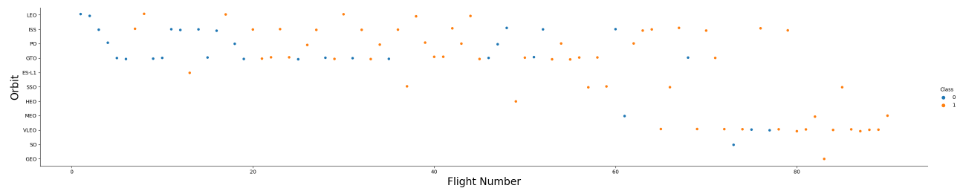 LEO
ISS
PO
GTO
ES-L1
SSO
HEO
MEO
VLEO
SO
GEO
Orbit
0 20 40 60 80
Flight Number
Class
0
1